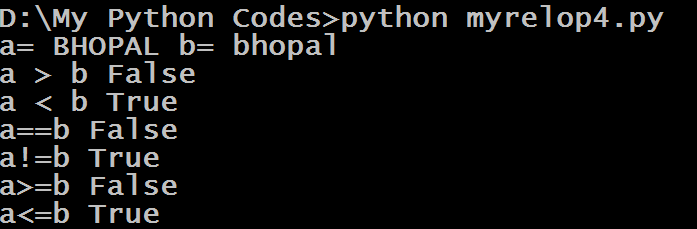 D:\My Python Codes>python myrelop4.py
a= BHOPAL b= bhopal
a > b False
a < b True
a==b False
a!=b True
a>=b False
a<=b True